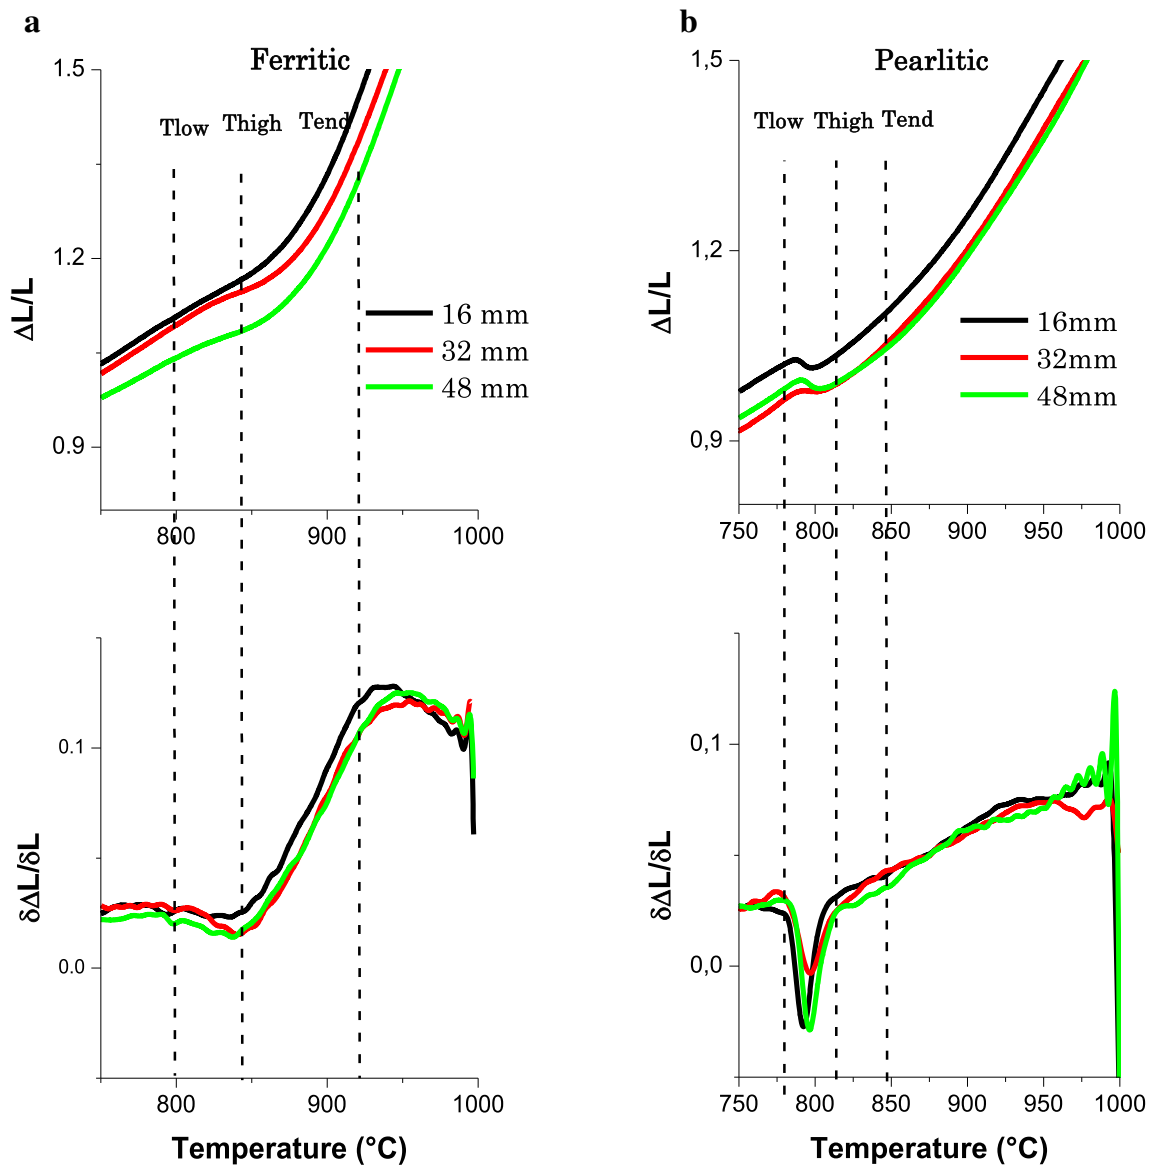 a
Ferritic
1.5
Tlow Thigh Tend
1.2
ΔL/L
16 mm
32 mm
48 mm
0.9
800 900 1000
0.1
δΔL/δL
0.0
800 900 1000
Temperature (°C)
b
Pearlitic
1,5
Tlow Thigh Tend
1,2
ΔL/L
16mm
32mm
48mm
0,9
750 800 850 900 950 1000
0,1
δΔL/δL
0,0
750 800 850 900 950 1000
Temperature (°C)